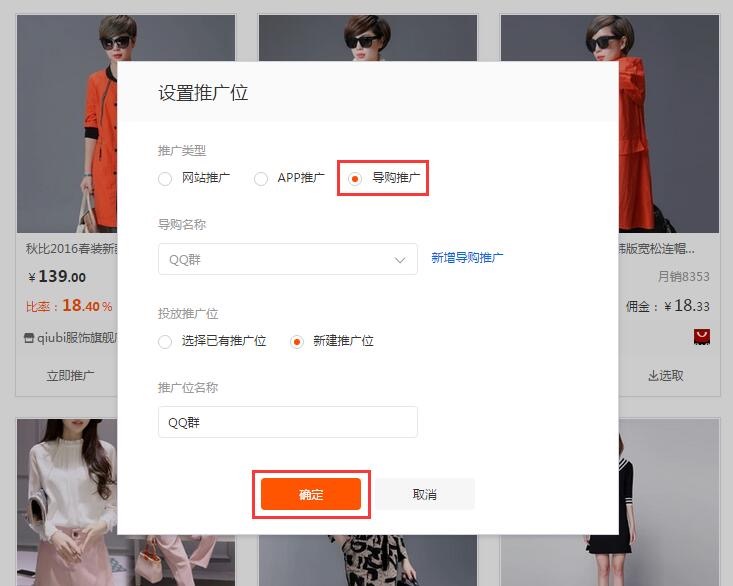 设置推广位
推广类型
网站推广 APP推广 导购推广
导购名称
QQ群 新增导购推广
投放推广位
选择已有推广位 新建推广位
推广位名称
QQ群
确定 取消
秋比2016春装新
¥139.00
比率：18.40%
qiubi服饰旗舰
立即推广
韩版宽松连帽...
月销8353
佣金：¥18.33
选取